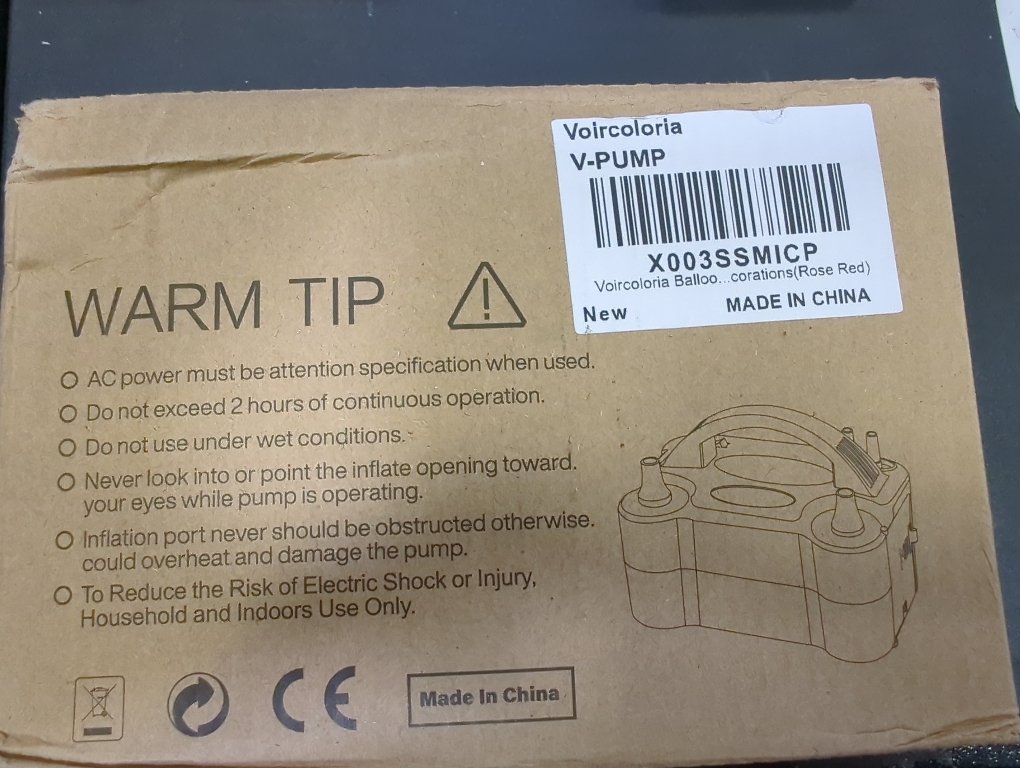 Voircoloria
V-PUMP
X003SSMICP
Voircoloria Balloo...corations(Rose Red)
New MADE IN CHINA
WARM TIP
AC power must be attention specification when used.
Do not exceed 2 hours of continuous operation.
Do not use under wet conditions.
Never look into or point the inflate opening toward.
your eyes while pump is operating.
Inflation port never should be obstructed otherwise.
could overheat and damage the pump.
To Reduce the Risk of Electric Shock or Injury,
Household and Indoors Use Only.
CE
Made In China